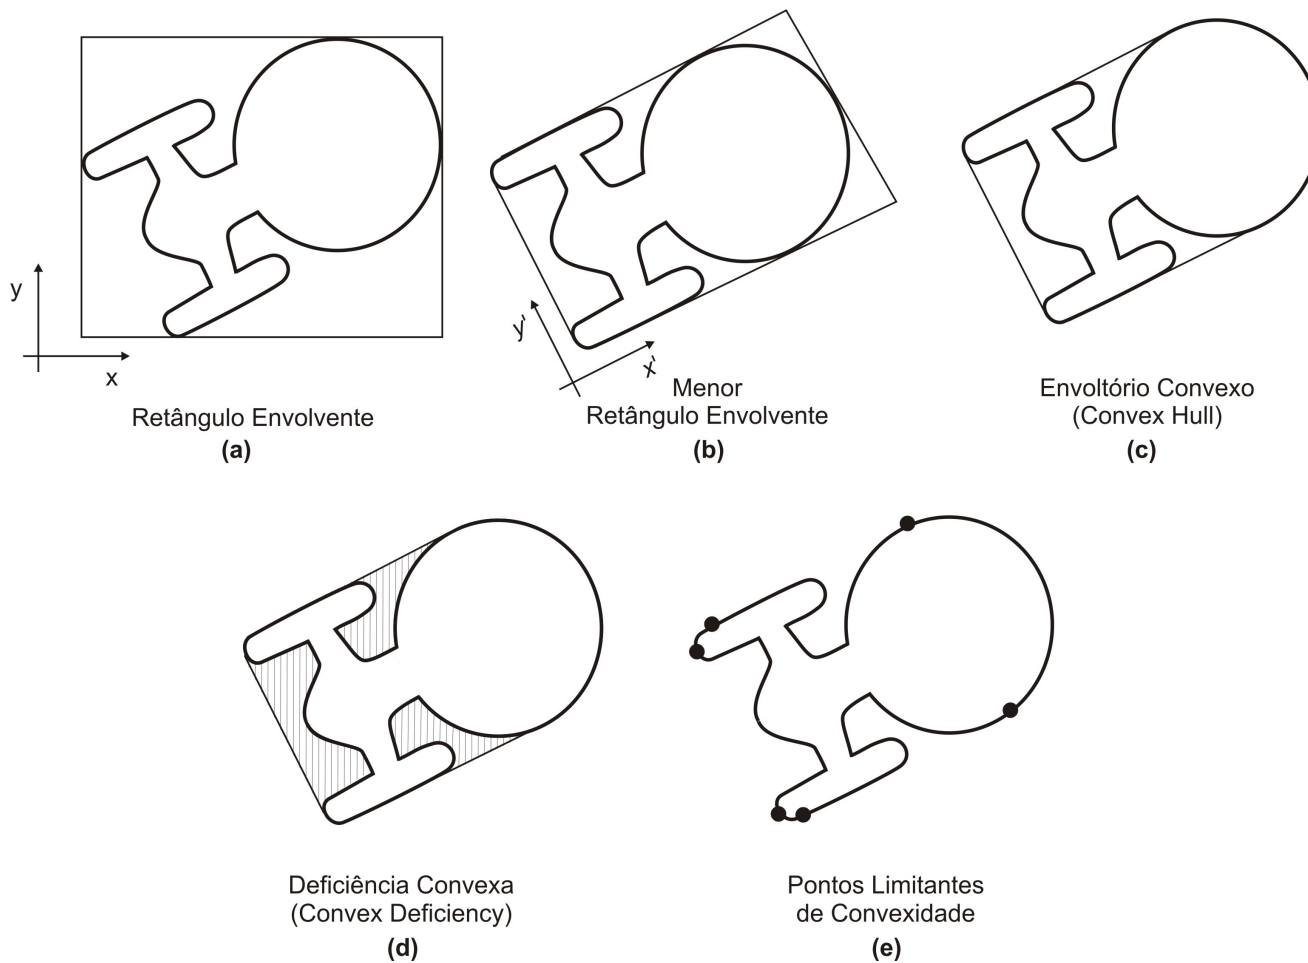 y
x
Retângulo Envolvente
(a)
y'
x'
Menor
Retângulo Envolvente
(b)
Envoltório Convexo
(Convex Hull)
(c)
Deficiência Convexa
(Convex Deficiency)
(d)
Pontos Limitantes
de Convexidade
(e)